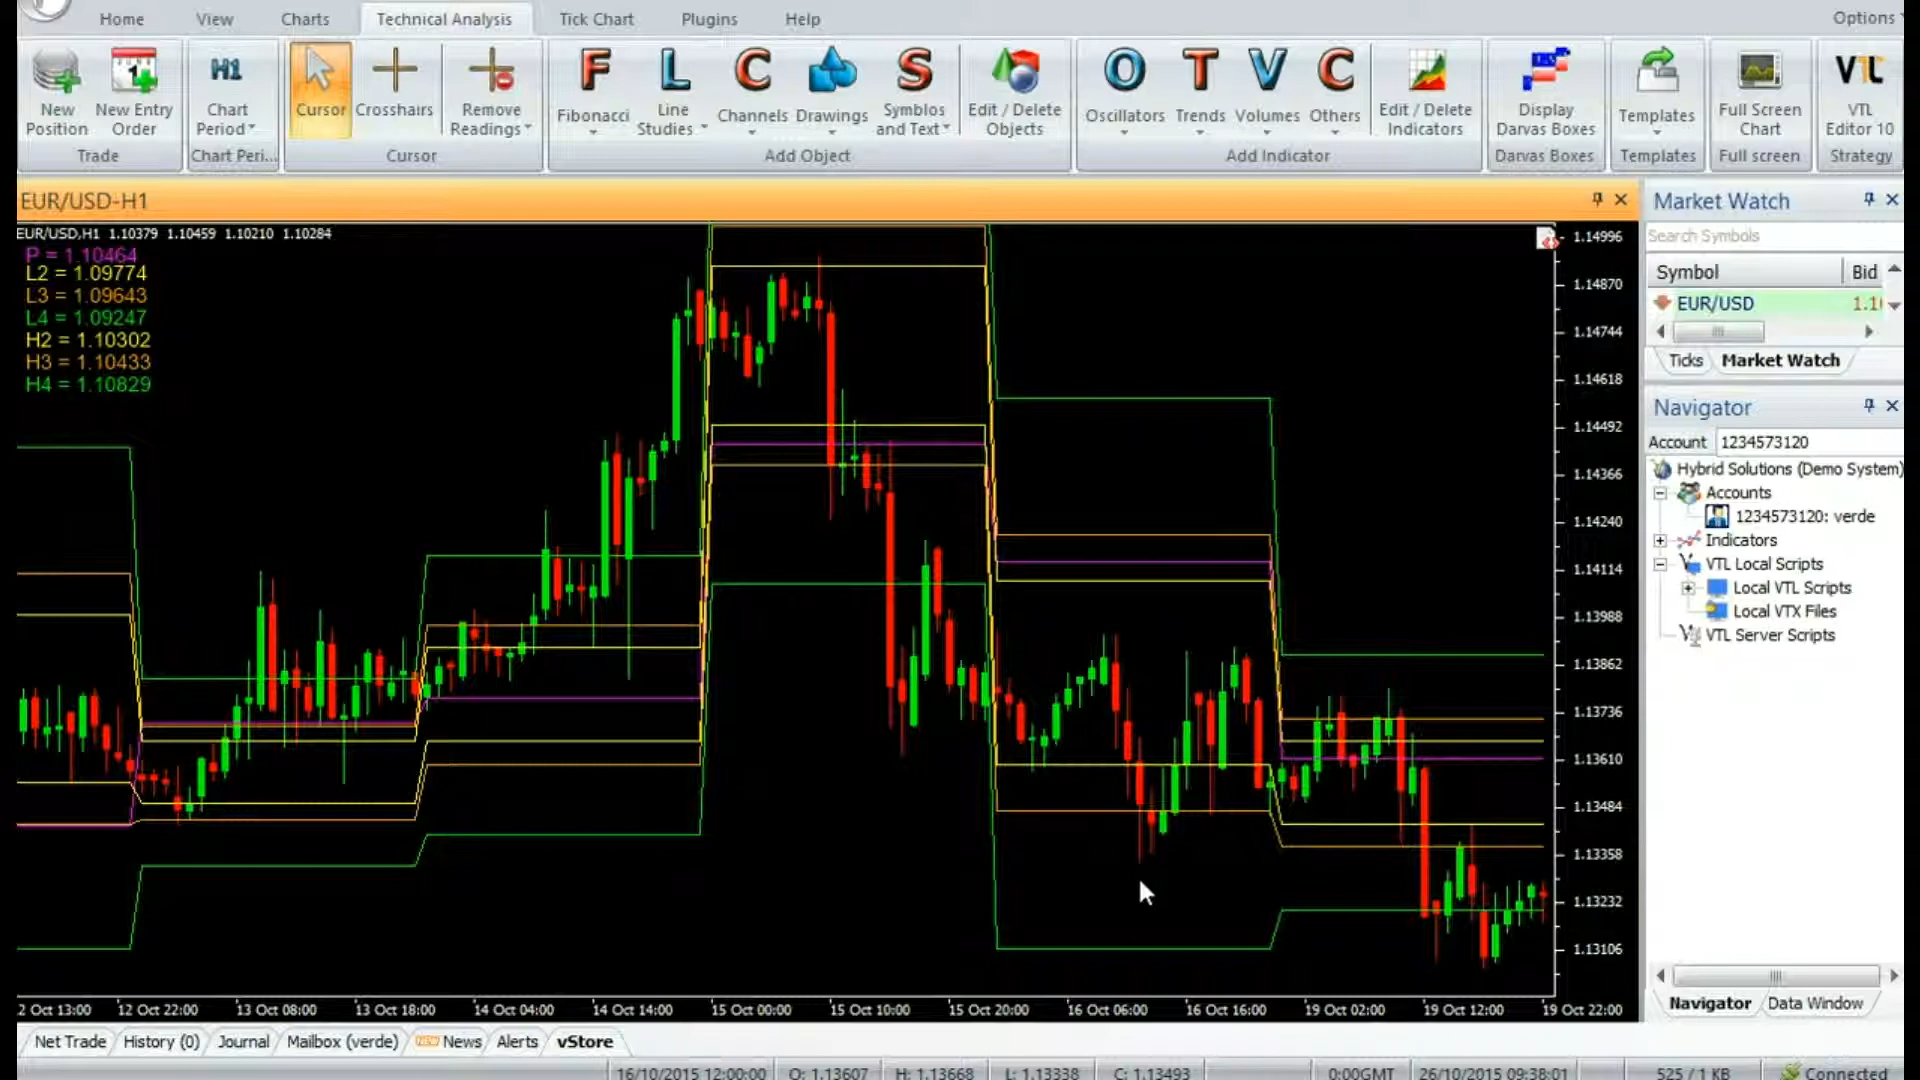 Home View Charts Technical Analysis Tick Chart Plugins Help Options
New Position
New Entry Order
Trade
H1
Chart Period
Chart Peri...
Cursor
Crosshairs
Remove Readings
Cursor
F Fibonacci
L Line Studies
C Channels
Drawings
S Symblos and Text
Edit / Delete Objects
Add Object
O Oscillators
T Trends
V Volumes
C Others
Edit / Delete Indicators
Add Indicator
Display Darvas Boxes
Darvas Boxes
Templates
Templates
Full Screen Chart
Full screen
VTL
VTL Editor 10
Strategy
EUR/USD-H1
EUR/USD,H1 1.10379 1.10459 1.10210 1.10284
P = 1.10464
L2 = 1.09774
L3 = 1.09643
L4 = 1.09247
H2 = 1.10302
H3 = 1.10433
H4 = 1.10829
1.14996
1.14870
1.14744
1.14618
1.14492
1.14366
1.14240
1.14114
1.13988
1.13862
1.13736
1.13610
1.13484
1.13358
1.13232
1.13106
2 Oct 13:00 12 Oct 22:00 13 Oct 08:00 13 Oct 18:00 14 Oct 04:00 14 Oct 14:00 15 Oct 00:00 15 Oct 10:00 15 Oct 20:00 16 Oct 06:00 16 Oct 16:00 19 Oct 02:00 19 Oct 12:00 19 Oct 22:00
Market Watch
Search Symbols
Symbol Bid
EUR/USD 1.1
Ticks Market Watch
Navigator
Account 1234573120
Hybrid Solutions (Demo System)
Accounts
1234573120: verde
Indicators
VTL Local Scripts
Local VTL Scripts
Local VTX Files
VTL Server Scripts
Navigator Data Window
Net Trade History (0) Journal Mailbox (verde) NEW News Alerts vStore
16/10/2015 12:00:00 O: 1.13607 H: 1.13668 L: 1.13338 C: 1.13493 0:00GMT 26/10/2015 09:38:01 525 / 1 KB Connected